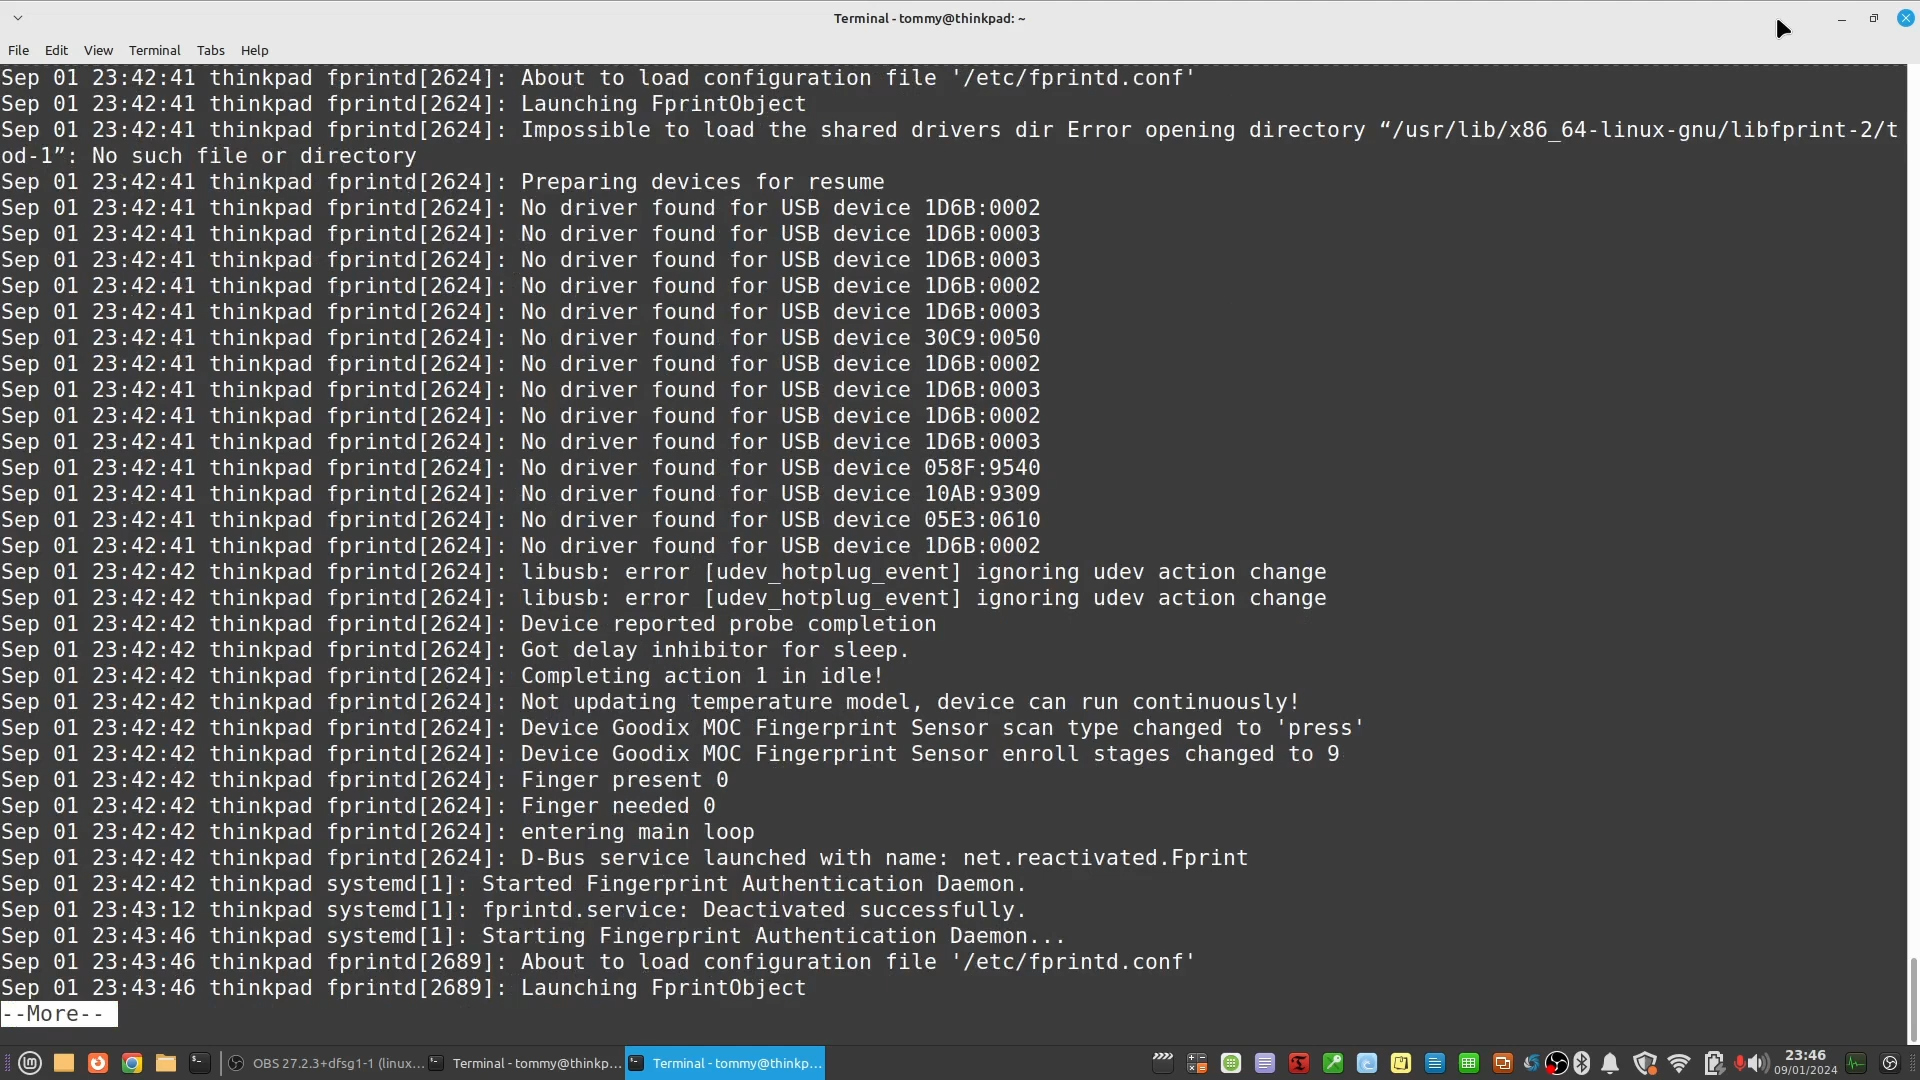 Terminal - tommy@thinkpad: ~
File Edit View Terminal Tabs Help
Sep 01 23:42:41 thinkpad fprintd[2624]: About to load configuration file '/etc/fprintd.conf'
Sep 01 23:42:41 thinkpad fprintd[2624]: Launching FprintObject
Sep 01 23:42:41 thinkpad fprintd[2624]: Impossible to load the shared drivers dir Error opening directory “/usr/lib/x86_64-linux-gnu/libfprint-2/t
od-1”: No such file or directory
Sep 01 23:42:41 thinkpad fprintd[2624]: Preparing devices for resume
Sep 01 23:42:41 thinkpad fprintd[2624]: No driver found for USB device 1D6B:0002
Sep 01 23:42:41 thinkpad fprintd[2624]: No driver found for USB device 1D6B:0003
Sep 01 23:42:41 thinkpad fprintd[2624]: No driver found for USB device 1D6B:0003
Sep 01 23:42:41 thinkpad fprintd[2624]: No driver found for USB device 1D6B:0002
Sep 01 23:42:41 thinkpad fprintd[2624]: No driver found for USB device 1D6B:0003
Sep 01 23:42:41 thinkpad fprintd[2624]: No driver found for USB device 30C9:0050
Sep 01 23:42:41 thinkpad fprintd[2624]: No driver found for USB device 1D6B:0002
Sep 01 23:42:41 thinkpad fprintd[2624]: No driver found for USB device 1D6B:0003
Sep 01 23:42:41 thinkpad fprintd[2624]: No driver found for USB device 1D6B:0002
Sep 01 23:42:41 thinkpad fprintd[2624]: No driver found for USB device 1D6B:0003
Sep 01 23:42:41 thinkpad fprintd[2624]: No driver found for USB device 058F:9540
Sep 01 23:42:41 thinkpad fprintd[2624]: No driver found for USB device 10AB:9309
Sep 01 23:42:41 thinkpad fprintd[2624]: No driver found for USB device 05E3:0610
Sep 01 23:42:41 thinkpad fprintd[2624]: No driver found for USB device 1D6B:0002
Sep 01 23:42:42 thinkpad fprintd[2624]: libusb: error [udev_hotplug_event] ignoring udev action change
Sep 01 23:42:42 thinkpad fprintd[2624]: libusb: error [udev_hotplug_event] ignoring udev action change
Sep 01 23:42:42 thinkpad fprintd[2624]: Device reported probe completion
Sep 01 23:42:42 thinkpad fprintd[2624]: Got delay inhibitor for sleep.
Sep 01 23:42:42 thinkpad fprintd[2624]: Completing action 1 in idle!
Sep 01 23:42:42 thinkpad fprintd[2624]: Not updating temperature model, device can run continuously!
Sep 01 23:42:42 thinkpad fprintd[2624]: Device Goodix MOC Fingerprint Sensor scan type changed to 'press'
Sep 01 23:42:42 thinkpad fprintd[2624]: Device Goodix MOC Fingerprint Sensor enroll stages changed to 9
Sep 01 23:42:42 thinkpad fprintd[2624]: Finger present 0
Sep 01 23:42:42 thinkpad fprintd[2624]: Finger needed 0
Sep 01 23:42:42 thinkpad fprintd[2624]: entering main loop
Sep 01 23:42:42 thinkpad fprintd[2624]: D-Bus service launched with name: net.reactivated.Fprint
Sep 01 23:42:42 thinkpad systemd[1]: Started Fingerprint Authentication Daemon.
Sep 01 23:43:12 thinkpad systemd[1]: fprintd.service: Deactivated successfully.
Sep 01 23:43:46 thinkpad systemd[1]: Starting Fingerprint Authentication Daemon...
Sep 01 23:43:46 thinkpad fprintd[2689]: About to load configuration file '/etc/fprintd.conf'
Sep 01 23:43:46 thinkpad fprintd[2689]: Launching FprintObject
--More--
OBS 27.2.3+dfsg1-1 (linux... Terminal - tommy@thinkp... Terminal - tommy@thinkp... 23:46
09/01/2024